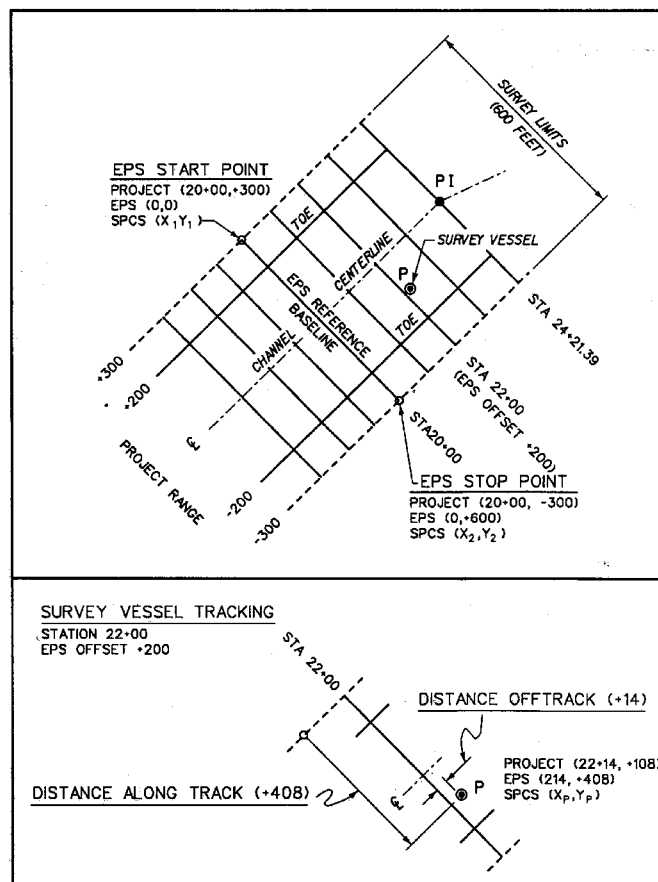 SURVEY LIMITS
(600 FEET)
EPS START POINT
PROJECT (20+00,+300)
EPS (0,0)
SPCS (X₁Y₁)
PI
TOE
SURVEY VESSEL
CENTERLINE
P
EPS REFERENCE
BASELINE
CHANNEL
TOE
STA 24+21.39
+300
+200
STA 22+00
(EPS OFFSET +200)
STA20+00
PROJECT RANGE
-200
-300
EPS STOP POINT
PROJECT (20+00, -300)
EPS (0,+600)
SPCS (X₂,Y₂)
SURVEY VESSEL TRACKING
STATION 22+00
EPS OFFSET +200
STA 22+00
DISTANCE OFFTRACK (+14)
PROJECT (22+14, +108)
EPS (214, +408)
SPCS (Xₚ,Yₚ)
P
DISTANCE ALONG TRACK (+408)